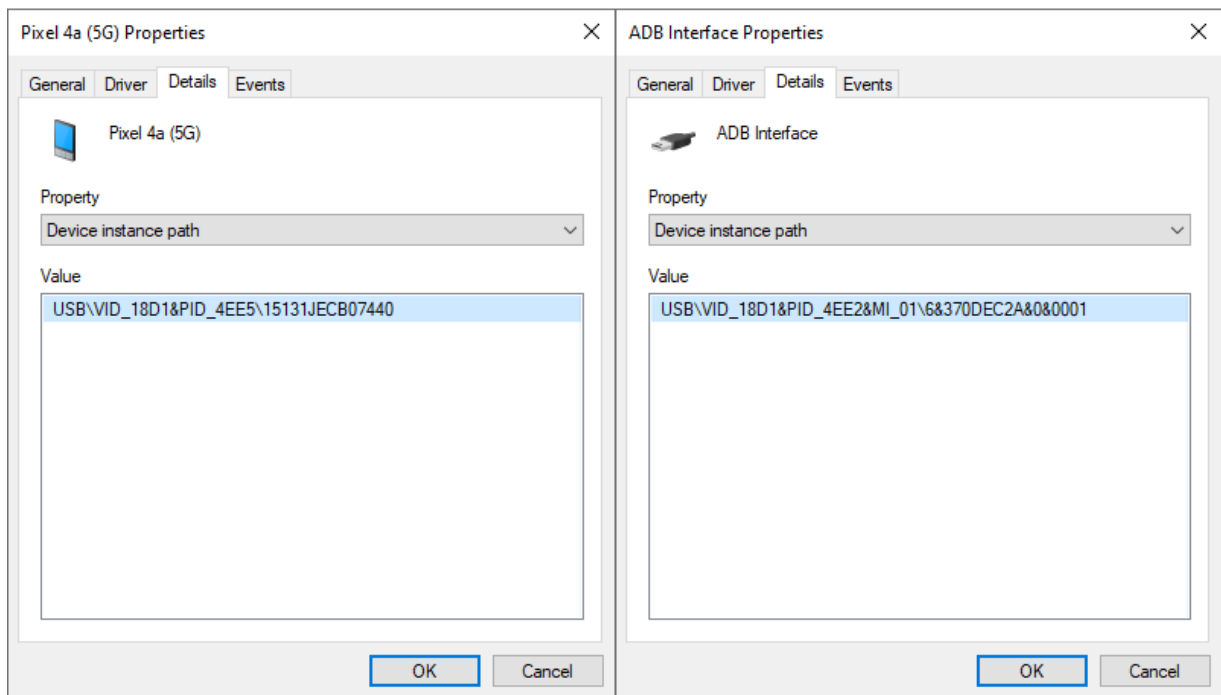 Pixel 4a (5G) Properties
General Driver Details Events
Pixel 4a (5G)
Property
Device instance path
Value
USB\VID_18D1&PID_4EE5\15131JECB07440
OK Cancel
ADB Interface Properties
General Driver Details Events
ADB Interface
Property
Device instance path
Value
USB\VID_18D1&PID_4EE2&MI_01\6&370DEC2A&0&0001
OK Cancel